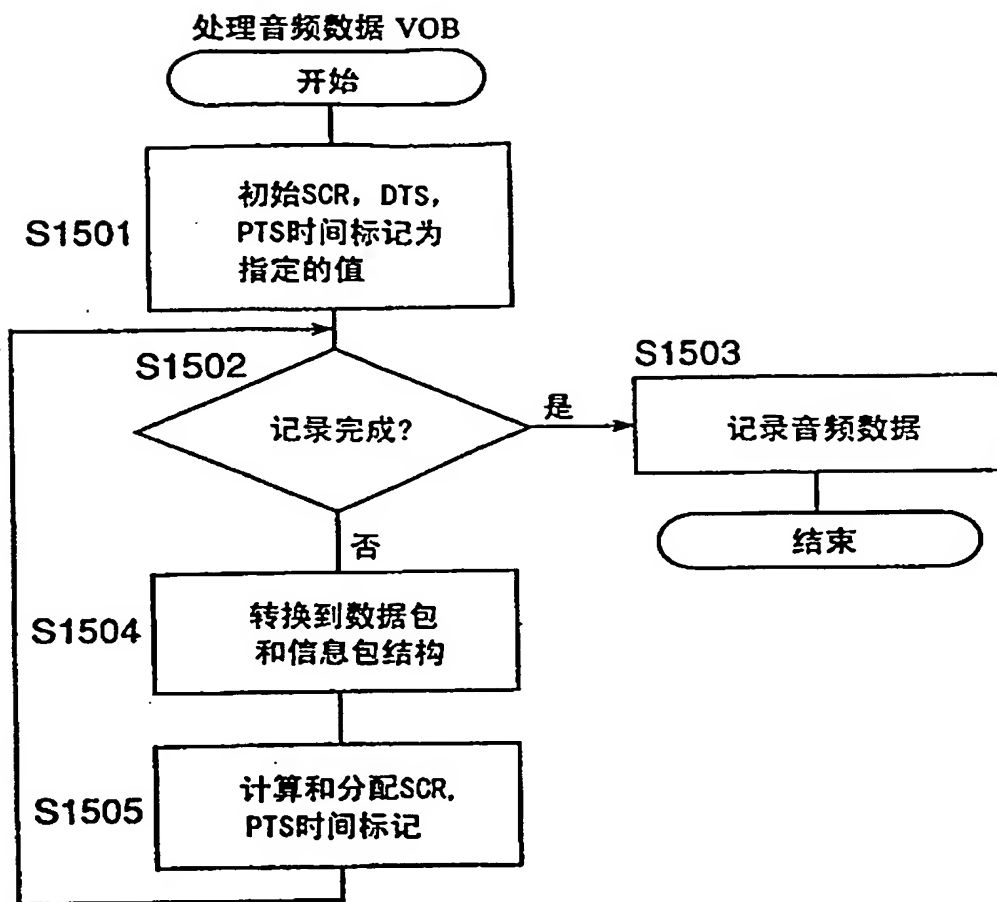 处理音频数据 VOB
开始
S1501
初始SCR, DTS,
PTS时间标记为
指定的值
S1502
记录完成?
是
S1503
记录音频数据
结束
否
S1504
转换到数据包
和信息包结构
S1505
计算和分配SCR,
PTS时间标记